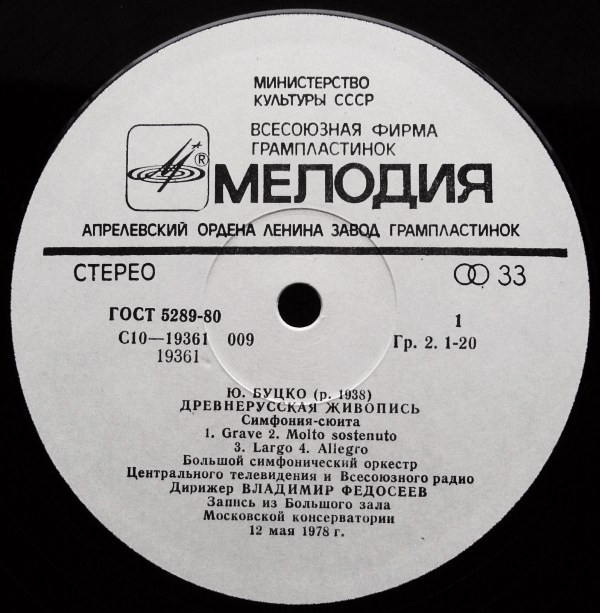 МИНИСТЕРСТВО
КУЛЬТУРЫ СССР
ВСЕСОЮЗНАЯ ФИРМА
ГРАМПЛАСТИНОК
®
МЕЛОДИЯ
АПРЕЛЕВСКИЙ ОРДЕНА ЛЕНИНА ЗАВОД ГРАМПЛАСТИНОК
СТЕРЕО
33
ГОСТ 5289-80
1
С10—19361 009
Гр. 2. 1-20
19361
Ю. БУЦКО (р. 1938)
ДРЕВНЕРУССКАЯ ЖИВОПИСЬ
Симфония-сюита
1. Grave 2. Molto sostenuto
3. Largo 4. Allegro
Большой симфонический оркестр
Центрального телевидения и Всесоюзного радио
Дирижер ВЛАДИМИР ФЕДОСЕЕВ
Запись из Большого зала
Московской консерватории
12 мая 1978 г.